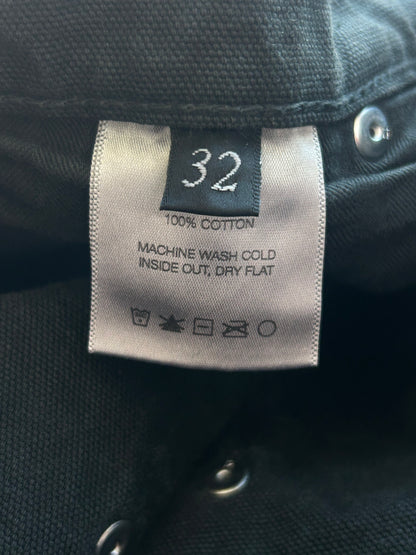 32
100% COTTON
MACHINE WASH COLD
INSIDE OUT, DRY FLAT